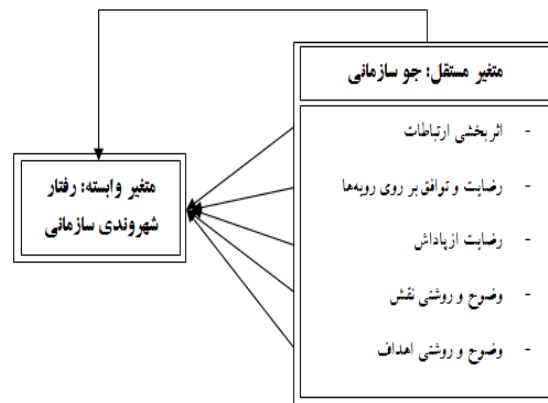 متغیر مستقل: جو سازمانی
- اثربخشی ارتباطات
- رضایت و توافق بر روی رویه‌ها
- رضایت از پاداش
- وضوح و روشنی نقش
- وضوح و روشنی اهداف
متغیر وابسته: رفتار
شهروندی سازمانی